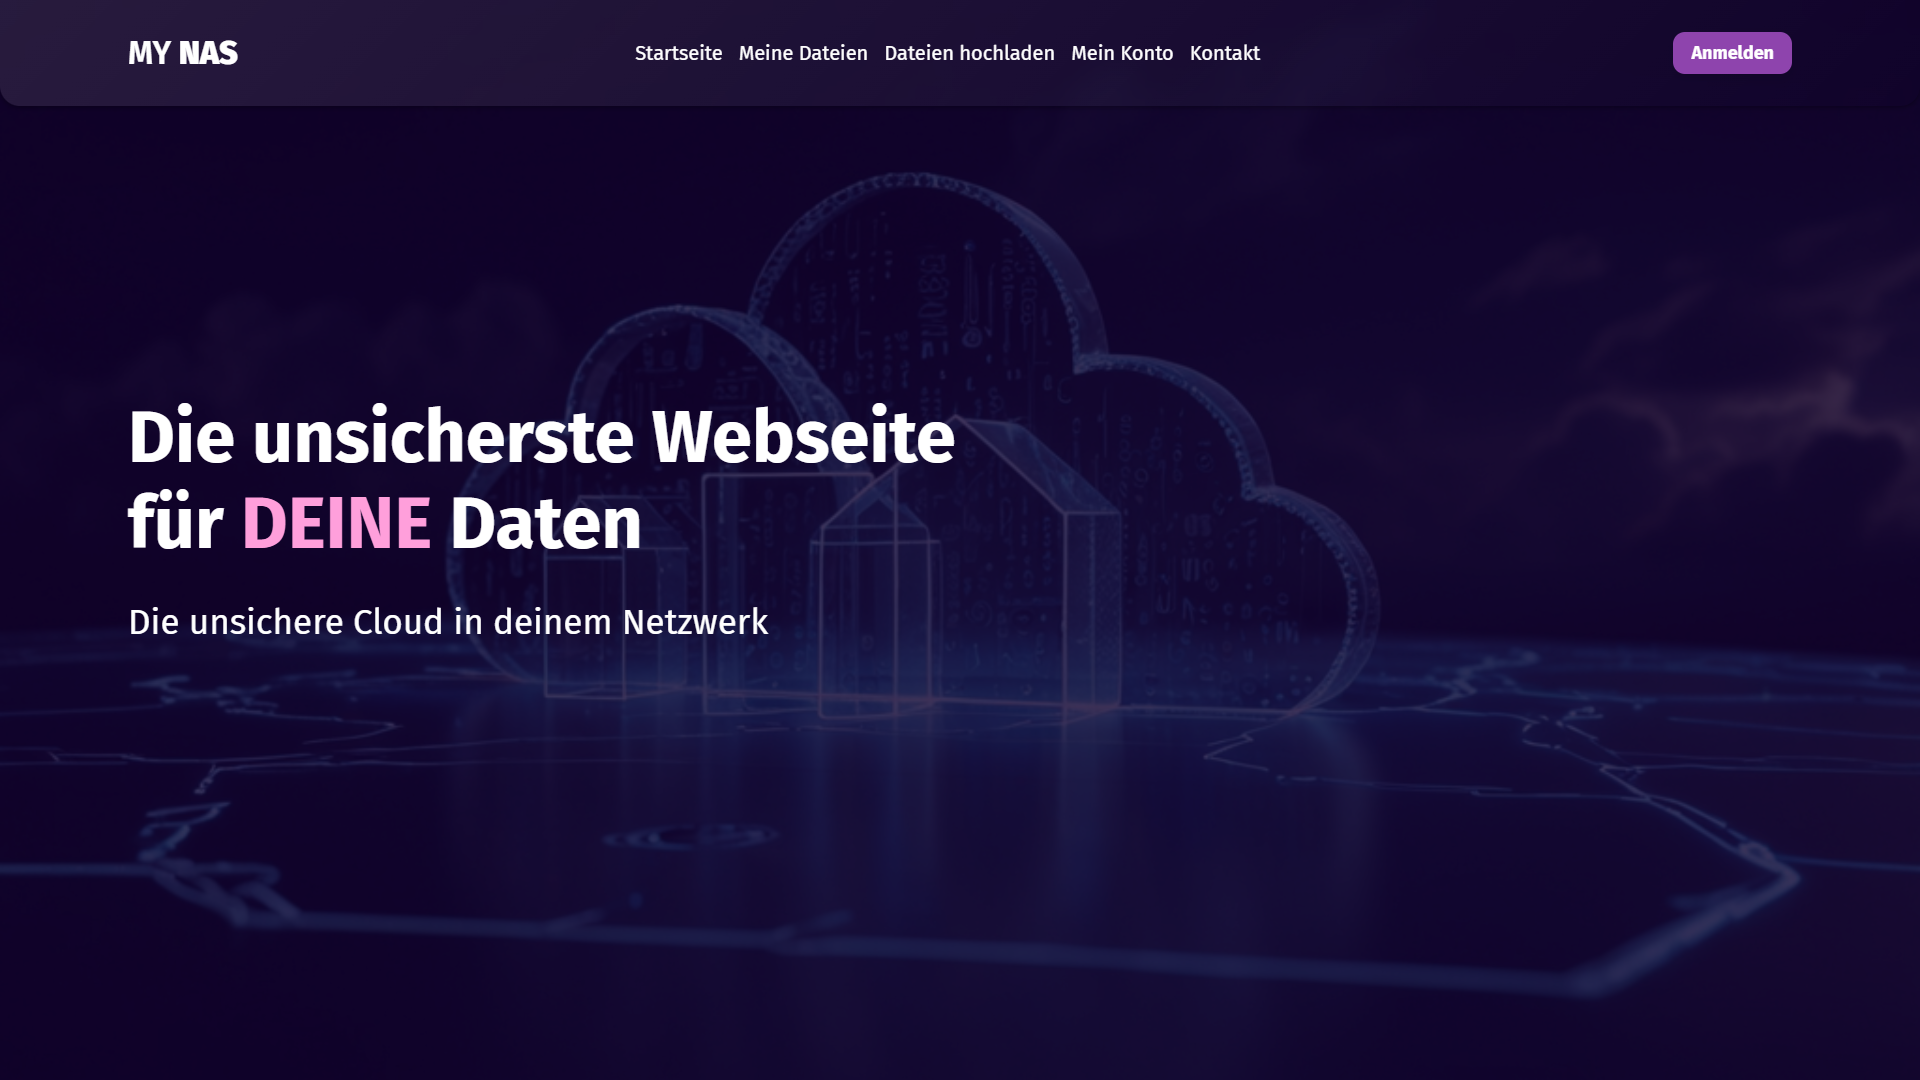 MY NAS
Startseite Meine Dateien Dateien hochladen Mein Konto Kontakt
Anmelden
Die unsicherste Webseite
für DEINE Daten
Die unsichere Cloud in deinem Netzwerk